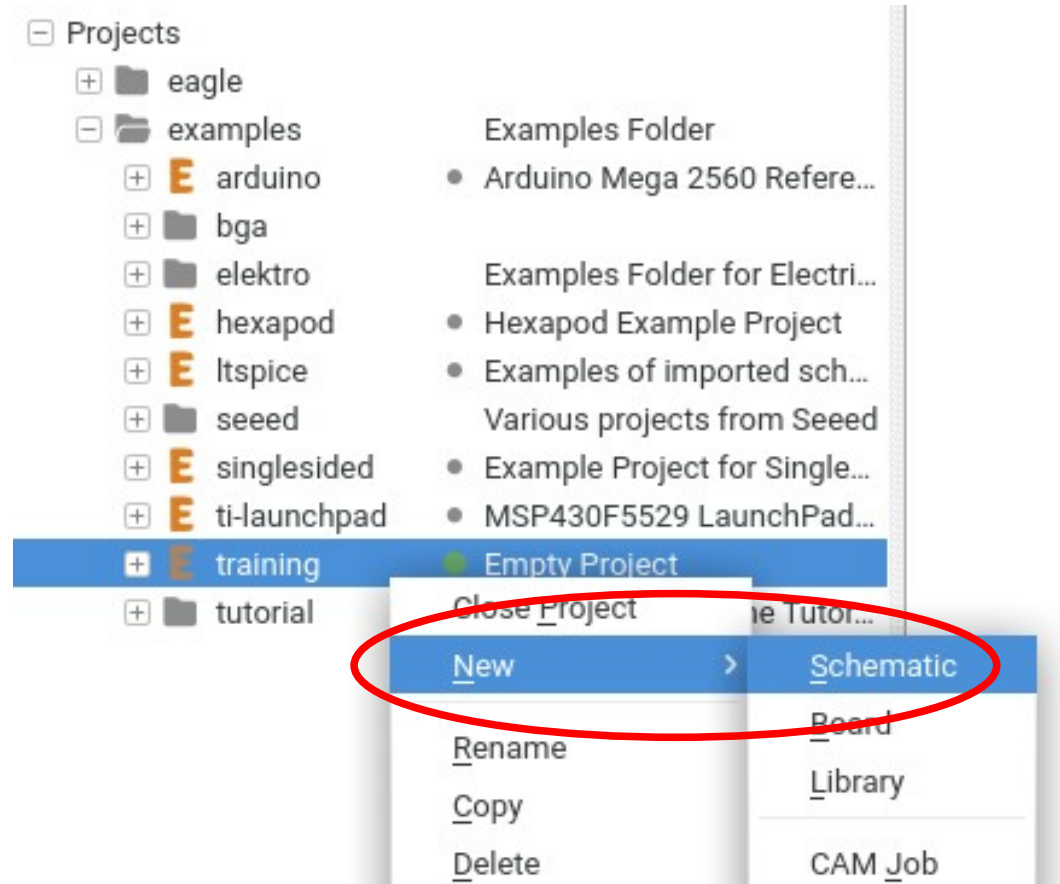 Projects
eagle
examples Examples Folder
E arduino Arduino Mega 2560 Refere...
bga
elektro Examples Folder for Electri...
E hexapod Hexapod Example Project
E ltspice Examples of imported sch...
seeed Various projects from Seeed
E singlesided Example Project for Single...
E ti-launchpad MSP430F5529 LaunchPad...
E training Empty Project
tutorial ne Tutor...
Close Project
New > Schematic
Board
Rename
Library
Copy
Delete CAM Job